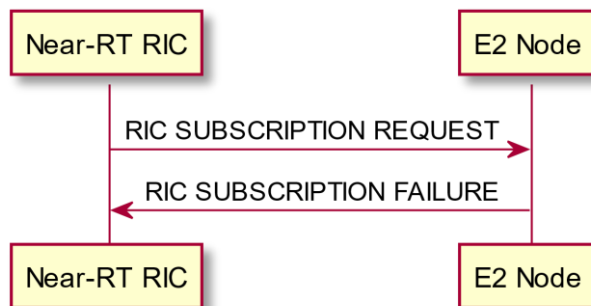 Near-RT RIC
E2 Node
RIC SUBSCRIPTION REQUEST
RIC SUBSCRIPTION FAILURE
Near-RT RIC
E2 Node